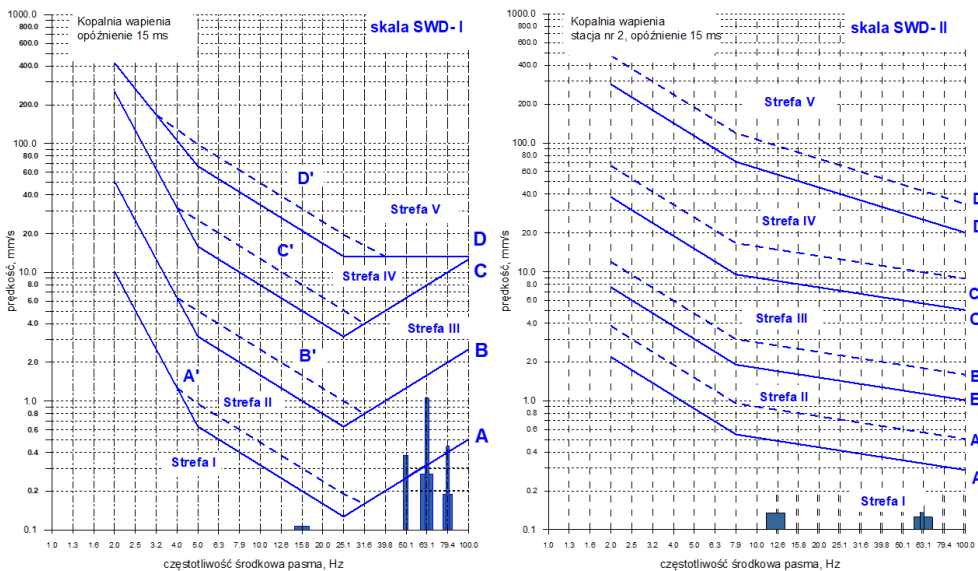 Kopalnia wapienia
opóźnienie 15 ms
skala SWD- I
1000.0
800.0
600.0
400.0
200.0
100.0
80.0
60.0
40.0
20.0
10.0
8.0
6.0
4.0
2.0
1.0
0.8
0.6
0.4
0.2
0.1
prędkość, mm/s
D'
Strefa V
D
C'
Strefa IV
C
Strefa III
B'
B
A'
Strefa II
A
Strefa I
1.0 1.3 1.6 2.0 2.5 3.2 4.0 5.0 6.3 7.9 10.0 12.6 15.8 20.0 25.1 31.6 39.8 50.1 63.1 79.4 100.0
częstotliwość środkowa pasma, Hz
Kopalnia wapienia
stacja nr 2, opóźnienie 15 ms
skala SWD- II
1000.0
800.0
600.0
400.0
200.0
100.0
80.0
60.0
40.0
20.0
10.0
8.0
6.0
4.0
2.0
1.0
0.8
0.6
0.4
0.2
0.1
prędkość, mm/s
Strefa V
D
D
Strefa IV
C
C
Strefa III
B
B
Strefa II
A
A
Strefa I
1.0 1.3 1.6 2.0 2.5 3.2 4.0 5.0 6.3 7.9 10.0 12.6 15.8 20.0 25.1 31.6 39.8 50.1 63.1 79.4 100.0
częstotliwość środkowa pasma, Hz